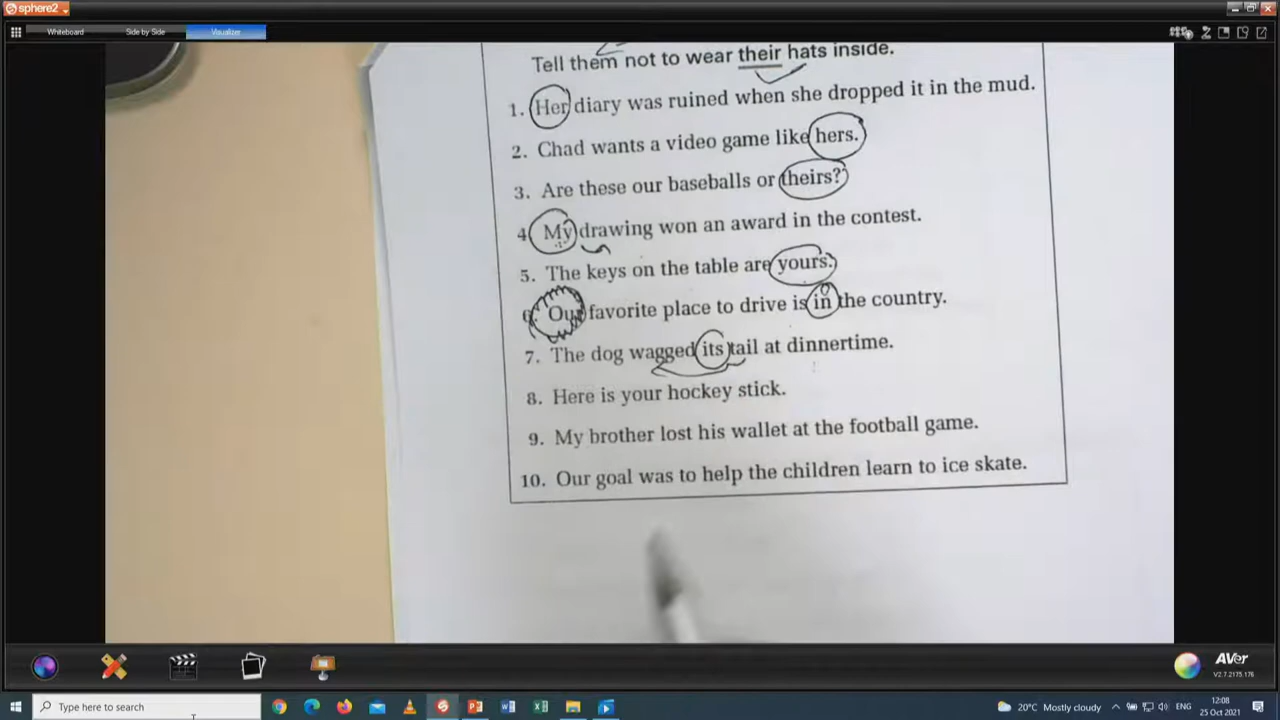 sphere2
Whiteboard Side by Side Visualizer
Tell them not to wear their hats inside.
1. Her diary was ruined when she dropped it in the mud.
2. Chad wants a video game like hers.
3. Are these our baseballs or theirs?
4. My drawing won an award in the contest.
5. The keys on the table are yours.
6. Our favorite place to drive is in the country.
7. The dog wagged its tail at dinnertime.
8. Here is your hockey stick.
9. My brother lost his wallet at the football game.
10. Our goal was to help the children learn to ice skate.
AVer
V2.7.2175.176
Type here to search
20°C Mostly cloudy
ENG
12:08
25 Oct 2021